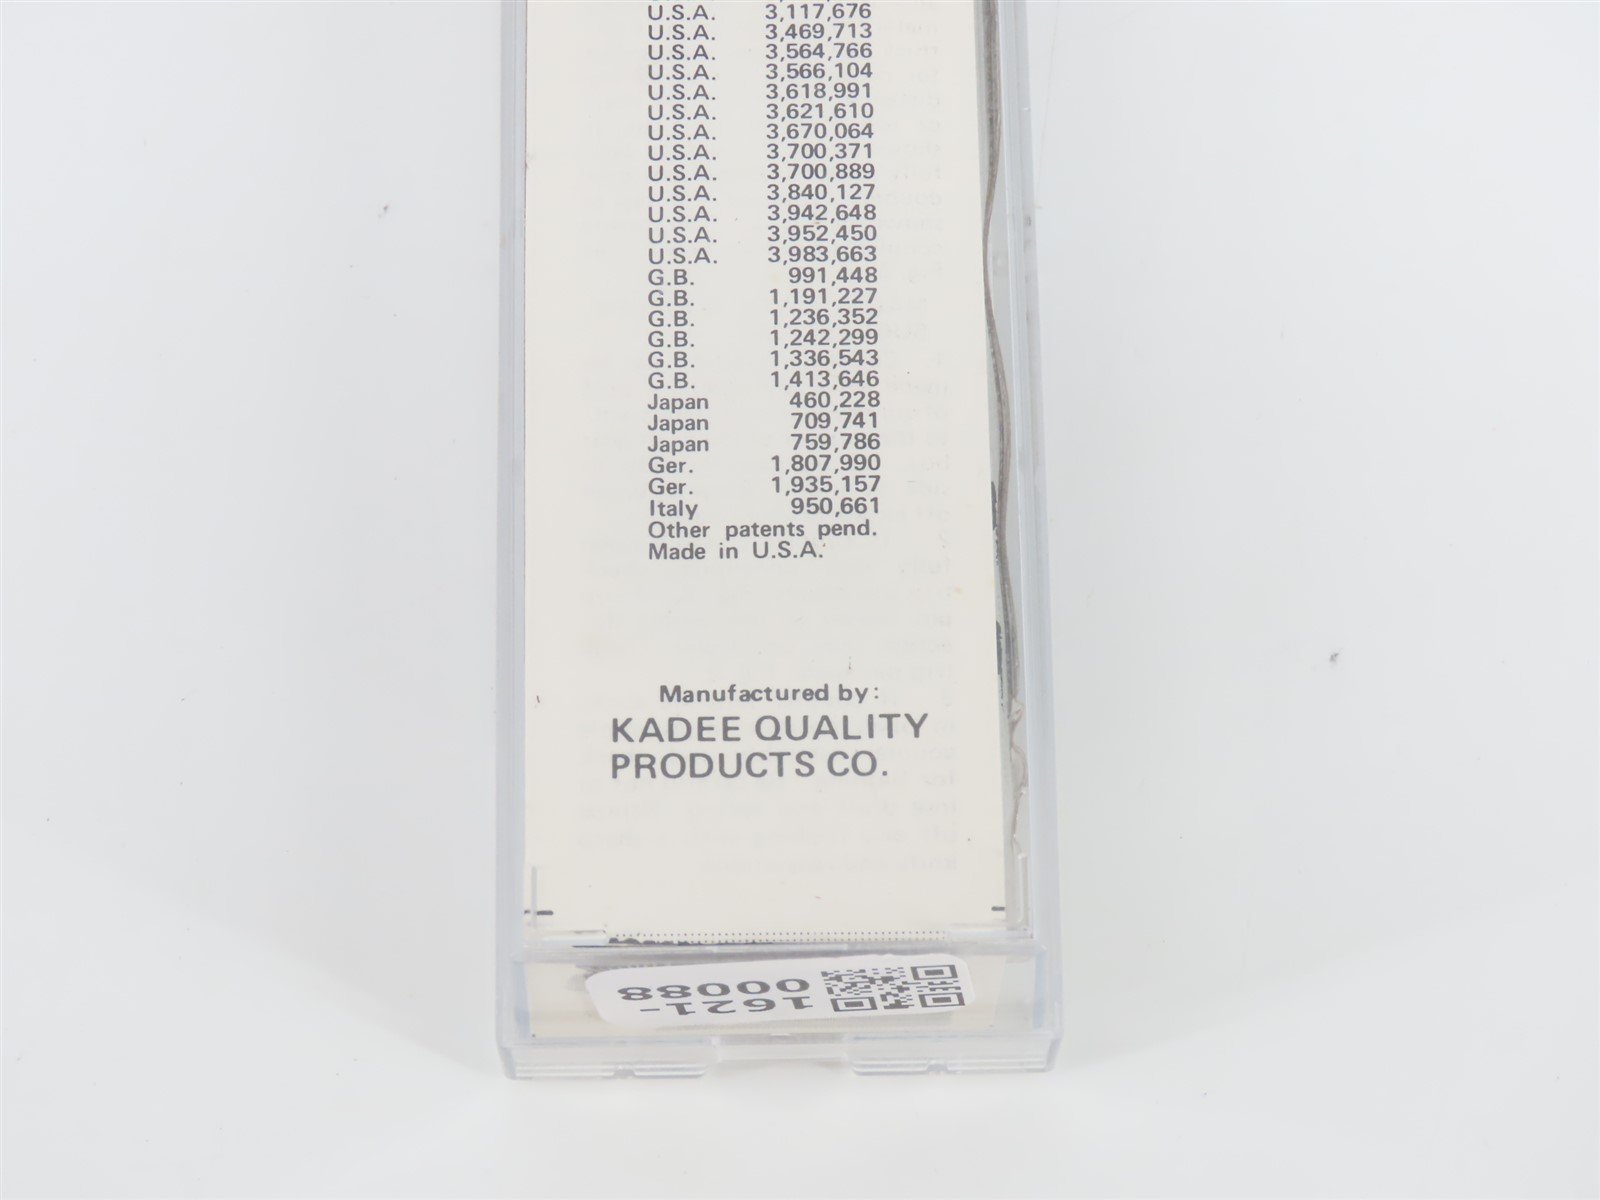 U.S.A. 3,117,676
U.S.A. 3,469,713
U.S.A. 3,564,766
U.S.A. 3,566,104
U.S.A. 3,618,991
U.S.A. 3,621,610
U.S.A. 3,670,064
U.S.A. 3,700,371
U.S.A. 3,700,889
U.S.A. 3,840,127
U.S.A. 3,942,648
U.S.A. 3,952,450
U.S.A. 3,983,663
G.B. 991,448
G.B. 1,191,227
G.B. 1,236,352
G.B. 1,242,299
G.B. 1,336,543
G.B. 1,413,646
Japan 460,228
Japan 709,741
Japan 759,786
Ger. 1,807,990
Ger. 1,935,157
Italy 950,661
Other patents pend.
Made in U.S.A.
Manufactured by:
KADEE QUALITY
PRODUCTS CO.
1621-
00088